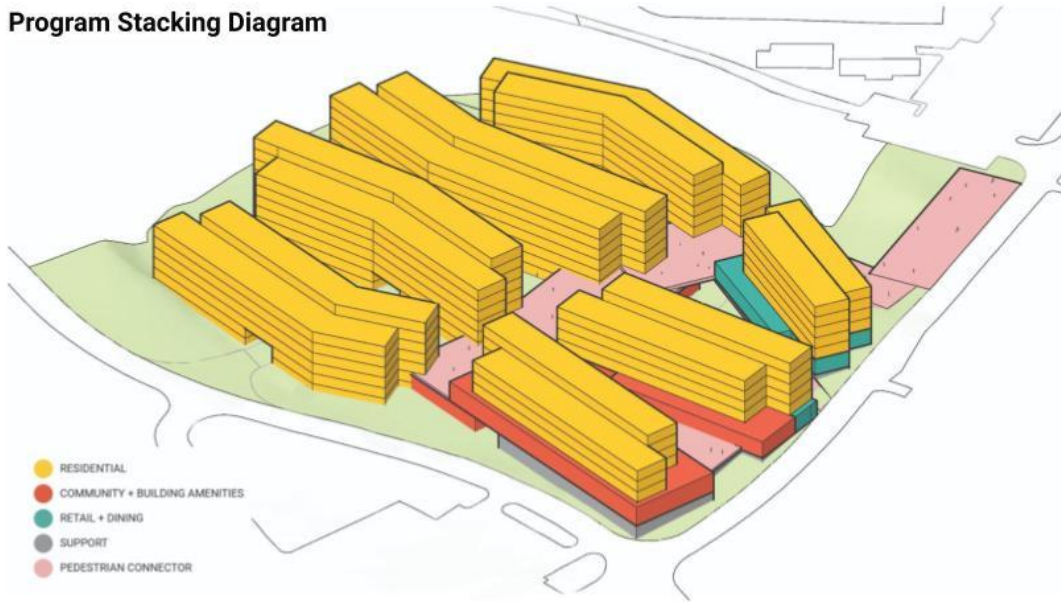 Program Stacking Diagram
RESIDENTIAL
COMMUNITY + BUILDING AMENITIES
RETAIL + DINING
SUPPORT
PEDESTRIAN CONNECTOR